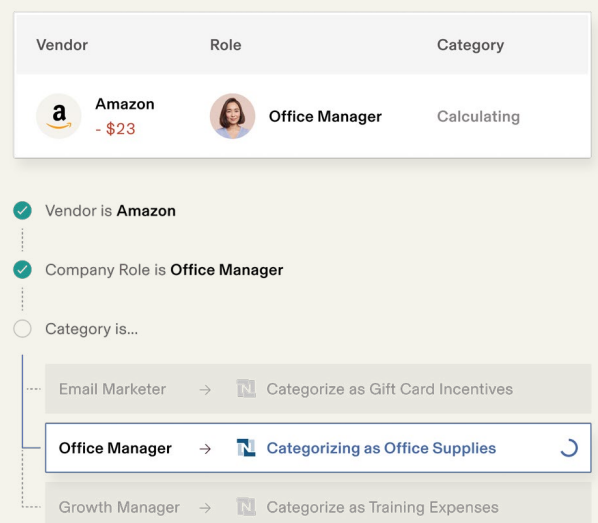 Vendor Role Category
a Amazon Office Manager Calculating
- $23
Vendor is Amazon
Company Role is Office Manager
Category is...
Email Marketer → N Categorize as Gift Card Incentives
Office Manager → N Categorizing as Office Supplies
Growth Manager → N Categorize as Training Expenses